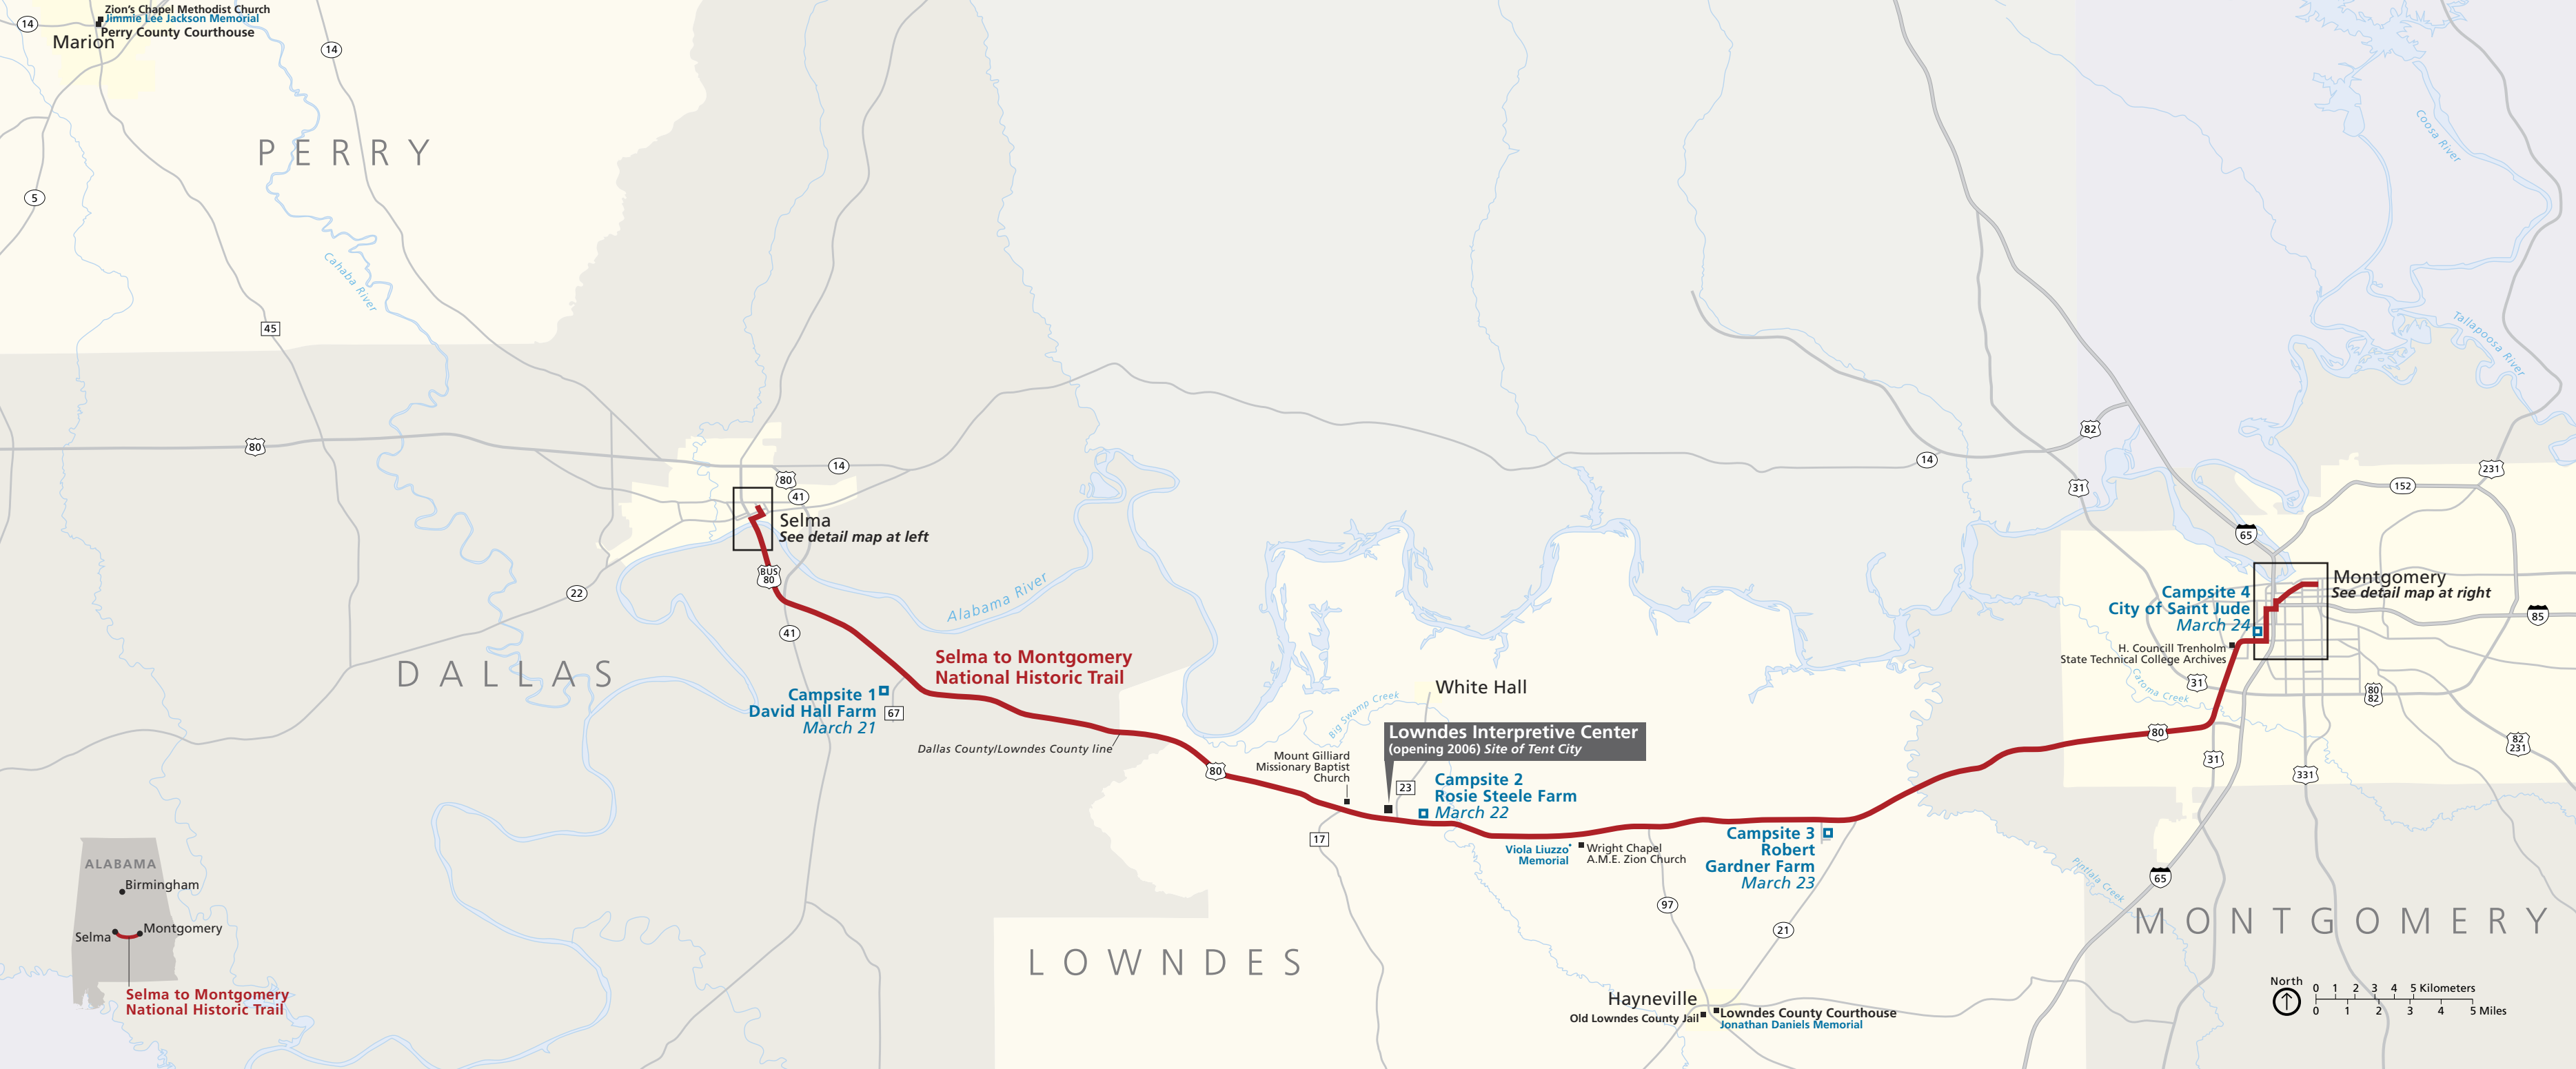 Zion's Chapel Methodist Church
Jimmie Lee Jackson Memorial
Perry County Courthouse
Marion
14
14
PERRY
5
Cahaba River
45
80
14
80
41
Selma
See detail map at left
BUS
80
22
41
Alabama River
DALLAS
Selma to Montgomery
National Historic Trail
Campsite 1
David Hall Farm
March 21
67
Dallas County/Lowndes County line
80
Mount Gilliard
Missionary Baptist
Church
Big Swamp Creek
White Hall
Lowndes Interpretive Center
(opening 2006) Site of Tent City
23
Campsite 2
Rosie Steele Farm
March 22
17
Viola Liuzzo
Memorial
Wright Chapel
A.M.E. Zion Church
Campsite 3
Robert
Gardner Farm
March 23
97
21
LOWNDES
Hayneville
Old Lowndes County Jail
Lowndes County Courthouse
Jonathan Daniels Memorial
Coosa River
Tallapoosa River
82
14
31
231
152
65
Montgomery
See detail map at right
85
Campsite 4
City of Saint Jude
March 24
H. Councill Trenholm
State Technical College Archives
31
Catoma Creek
80
82
80
82
231
31
331
65
Pintlala Creek
MONTGOMERY
ALABAMA
Birmingham
Selma
Montgomery
Selma to Montgomery
National Historic Trail
North
0 1 2 3 4 5 Kilometers
0 1 2 3 4 5 Miles